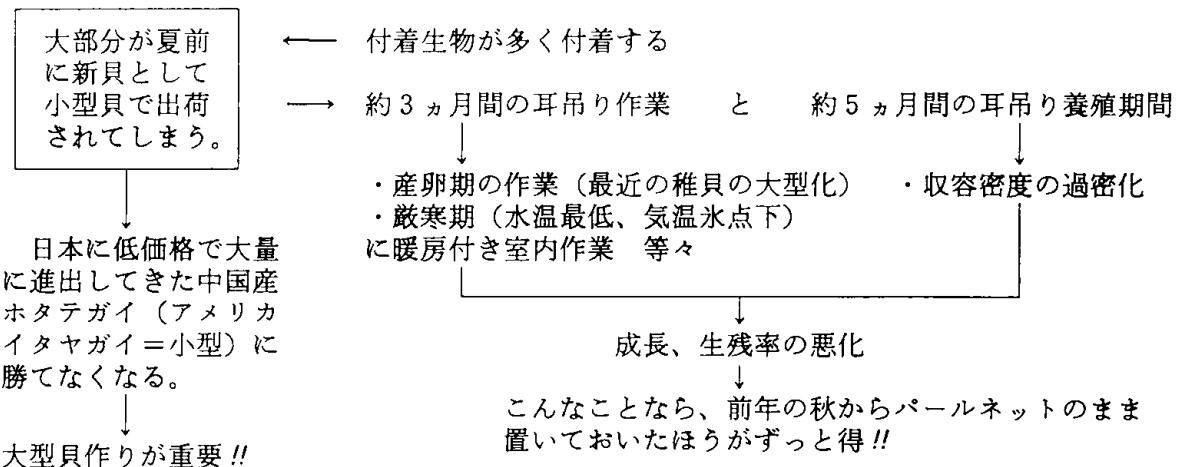 大部分が夏前
に新貝として
小型貝で出荷
されてしまう。
付着生物が多く付着する
約3ヵ月間の耳吊り作業 と 約5ヵ月間の耳吊り養殖期間
・産卵期の作業(最近の稚貝の大型化)
・厳寒期(水温最低、気温氷点下)
に暖房付き室内作業 等々
・収容密度の過密化
日本に低価格で大量
に進出してきた中国産
ホタテガイ(アメリカ
イタヤガイ=小型)に
勝てなくなる。
大型貝作りが重要!!
成長、生残率の悪化
こんなことなら、前年の秋からパールネットのまま
置いておいたほうがずっと得!!